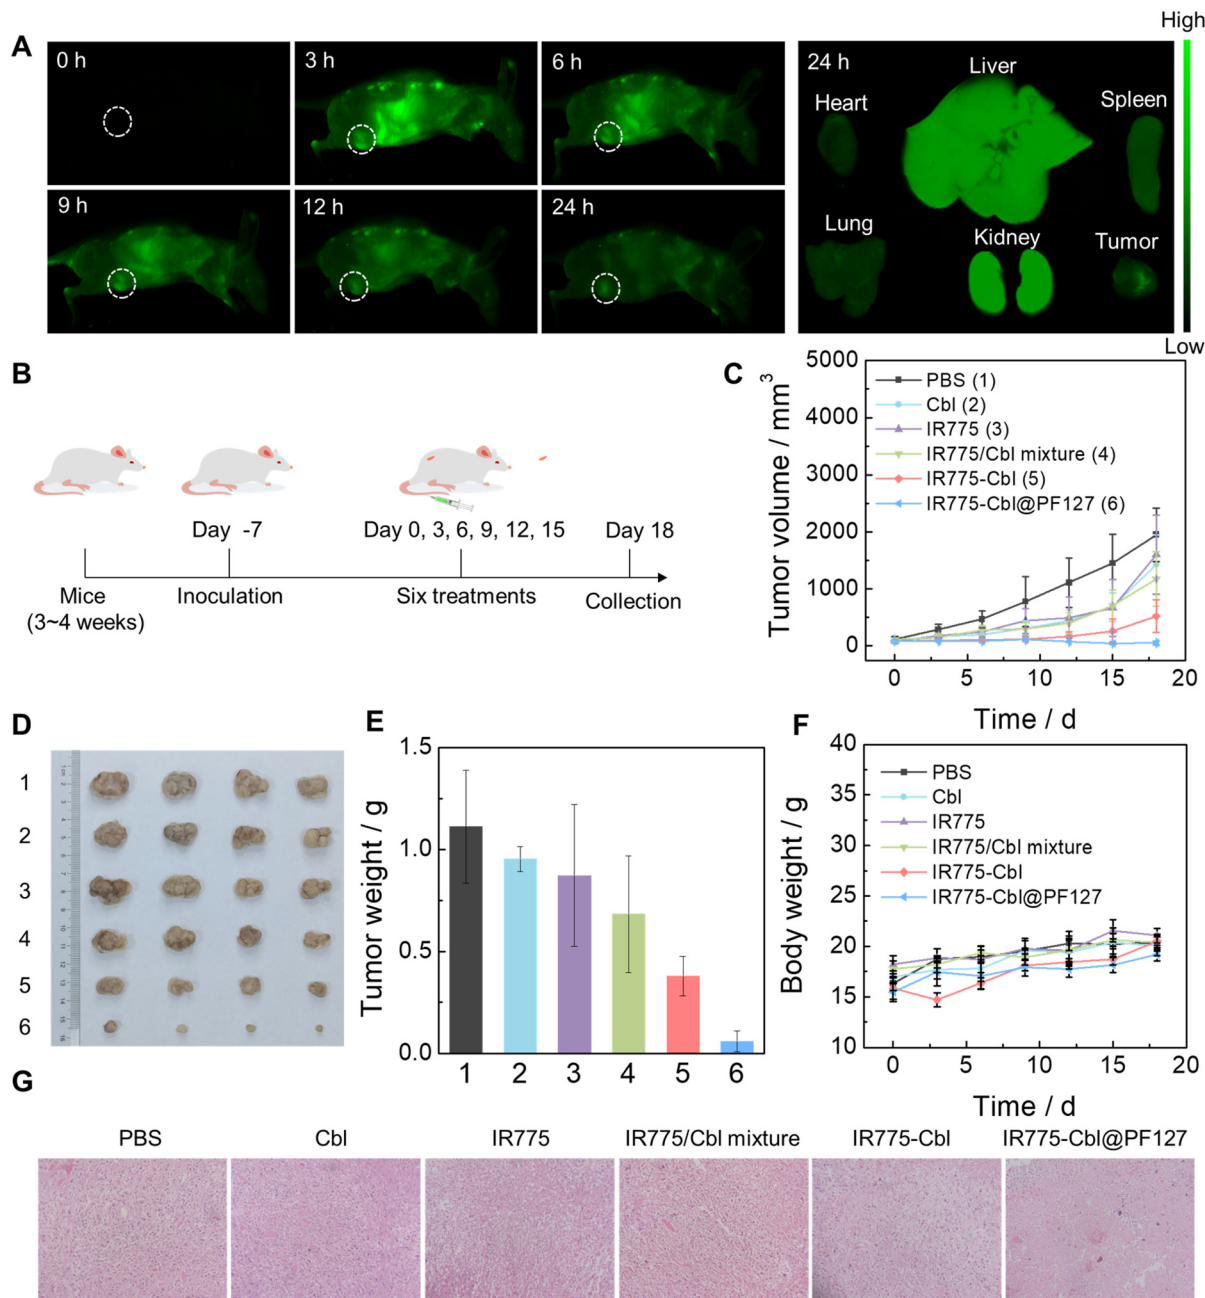 A
0 h
3 h
6 h
9 h
12 h
24 h
24 h
Liver
Heart
Spleen
Lung
Kidney
Tumor
High
Low
B
Day -7
Day 0, 3, 6, 9, 12, 15
Day 18
Mice
(3~4 weeks)
Inoculation
Six treatments
Collection
C
Tumor volume / mm³
5000
4000
3000
2000
1000
0
PBS (1)
Cbl (2)
IR775 (3)
IR775/Cbl mixture (4)
IR775-Cbl (5)
IR775-Cbl@PF127 (6)
0 5 10 15 20
Time / d
D
1
2
3
4
5
6
E
Tumor weight / g
1.5
1.0
0.5
0.0
1 2 3 4 5 6
F
Body weight / g
40
35
30
25
20
15
10
PBS
Cbl
IR775
IR775/Cbl mixture
IR775-Cbl
IR775-Cbl@PF127
0 5 10 15 20
Time / d
G
PBS
Cbl
IR775
IR775/Cbl mixture
IR775-Cbl
IR775-Cbl@PF127